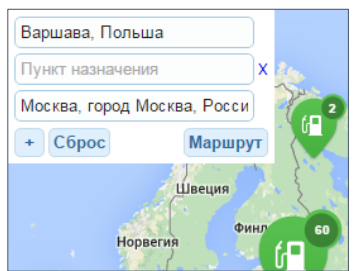 Варшава, Польша
Пункт назначения
X
Москва, город Москва, Росси
+ Сброс Маршрут
2
Швеция
Финл
60
Норвегия